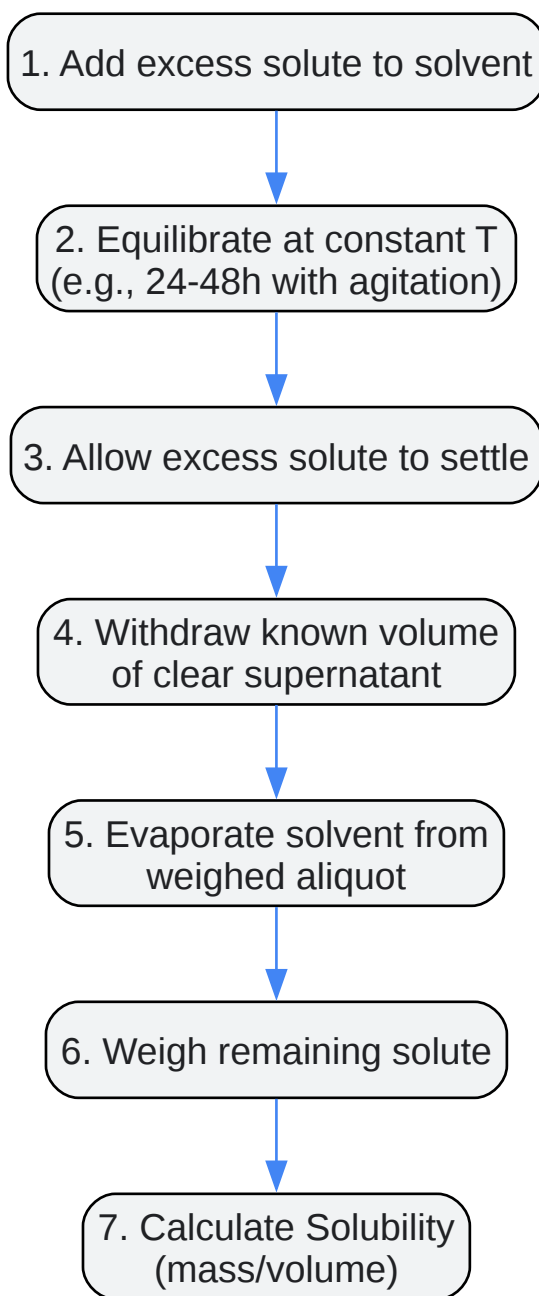 1. Add excess solute to solvent
2. Equilibrate at constant T
(e.g., 24-48h with agitation)
3. Allow excess solute to settle
4. Withdraw known volume
of clear supernatant
5. Evaporate solvent from
weighed aliquot
6. Weigh remaining solute
7. Calculate Solubility
(mass/volume)